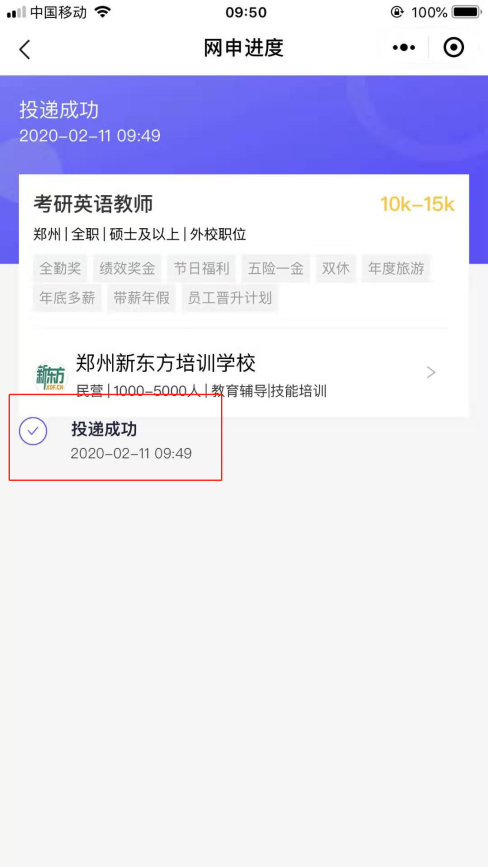 中国移动 09:50 100%
网申进度
投递成功
2020-02-11 09:49
考研英语教师 10k-15k
郑州|全职|硕士及以上|外校职位
全勤奖 绩效奖金 节日福利 五险一金 双休 年度旅游
年底多薪 带薪年假 员工晋升计划
新东方
XDF.CN
郑州新东方培训学校
民营|1000-5000人|教育辅导|技能培训
投递成功
2020-02-11 09:49